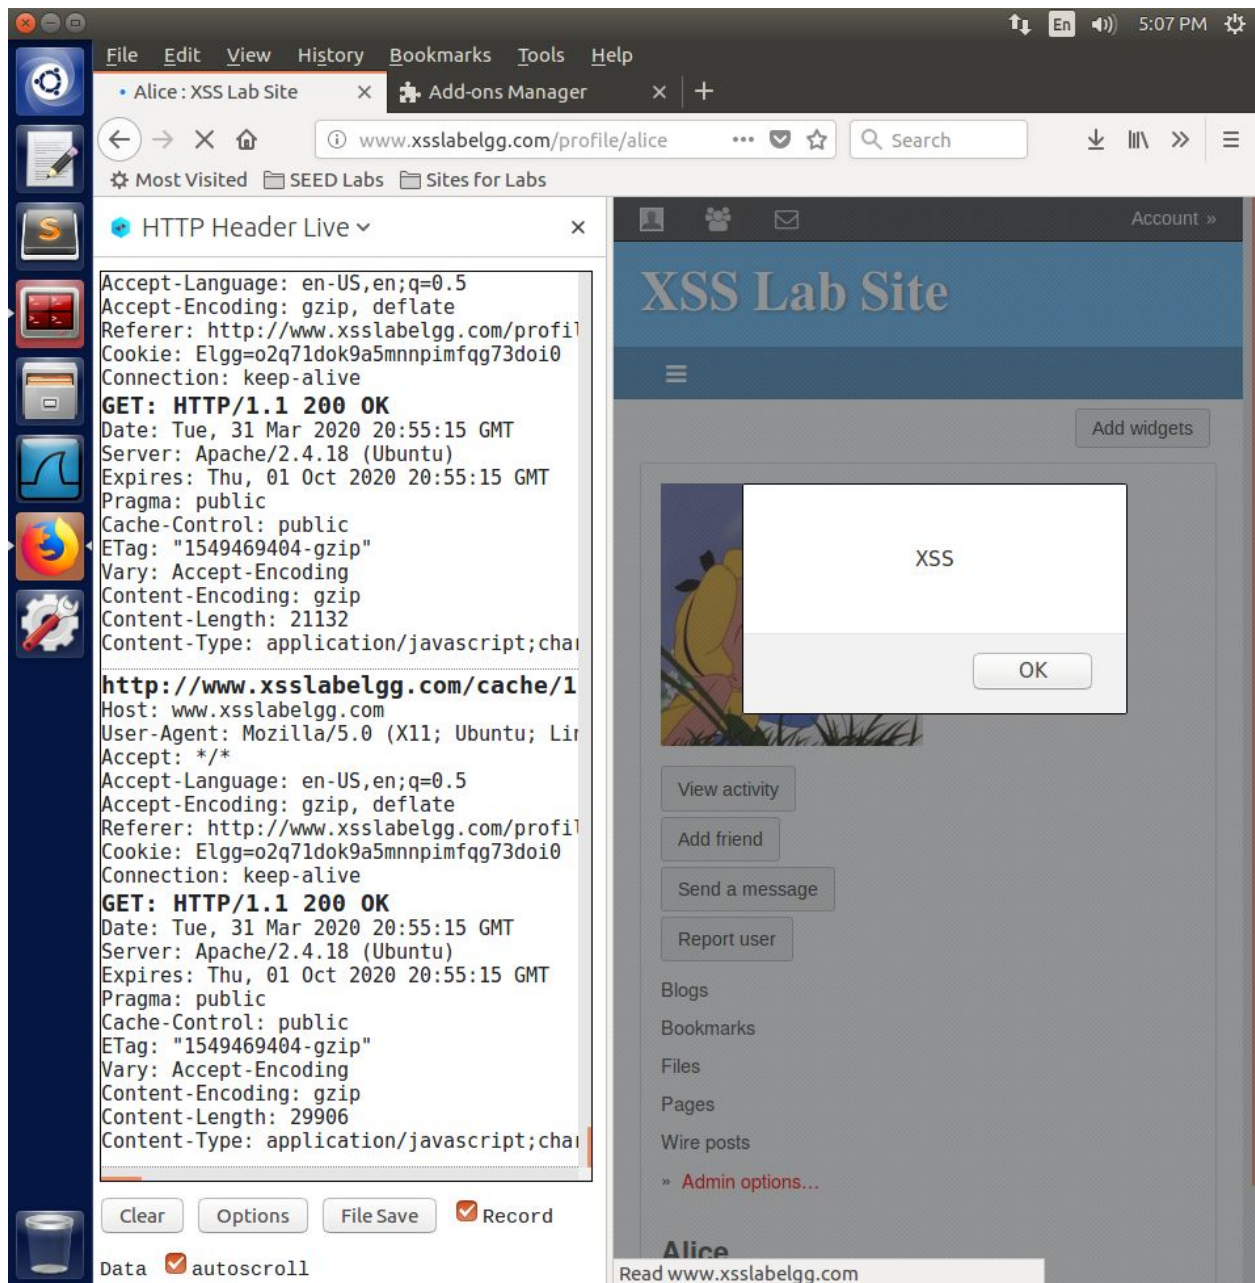 En 5:07 PM
File Edit View History Bookmarks Tools Help
Alice : XSS Lab Site × Add-ons Manager × +
www.xsslabelgg.com/profile/alice ••• Search
Most Visited SEED Labs Sites for Labs
HTTP Header Live ×
Accept-Language: en-US,en;q=0.5
Accept-Encoding: gzip, deflate
Referer: http://www.xsslabelgg.com/profil
Cookie: Elgg=o2q71dok9a5mnnpimfqg73doi0
Connection: keep-alive
GET: HTTP/1.1 200 OK
Date: Tue, 31 Mar 2020 20:55:15 GMT
Server: Apache/2.4.18 (Ubuntu)
Expires: Thu, 01 Oct 2020 20:55:15 GMT
Pragma: public
Cache-Control: public
ETag: "1549469404-gzip"
Vary: Accept-Encoding
Content-Encoding: gzip
Content-Length: 21132
Content-Type: application/javascript;char
http://www.xsslabelgg.com/cache/1
Host: www.xsslabelgg.com
User-Agent: Mozilla/5.0 (X11; Ubuntu; Lin
Accept: */*
Accept-Language: en-US,en;q=0.5
Accept-Encoding: gzip, deflate
Referer: http://www.xsslabelgg.com/profil
Cookie: Elgg=o2q71dok9a5mnnpimfqg73doi0
Connection: keep-alive
GET: HTTP/1.1 200 OK
Date: Tue, 31 Mar 2020 20:55:15 GMT
Server: Apache/2.4.18 (Ubuntu)
Expires: Thu, 01 Oct 2020 20:55:15 GMT
Pragma: public
Cache-Control: public
ETag: "1549469404-gzip"
Vary: Accept-Encoding
Content-Encoding: gzip
Content-Length: 29906
Content-Type: application/javascript;char
Clear Options File Save Record
Data autoscroll
Account »
XSS Lab Site
Add widgets
XSS
OK
View activity
Add friend
Send a message
Report user
Blogs
Bookmarks
Files
Pages
Wire posts
» Admin options...
Alice
Read www.xsslabelgg.com